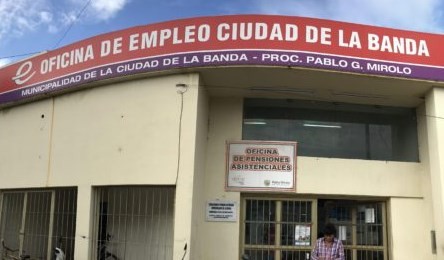 OFICINA DE EMPLEO CIUDAD DE LA BANDA
MUNICIPALIDAD DE LA CIUDAD DE LA BANDA - PROC. PABLO G. MIROLO
OFICINA
DE PENSIONES
ASISTENCIALES